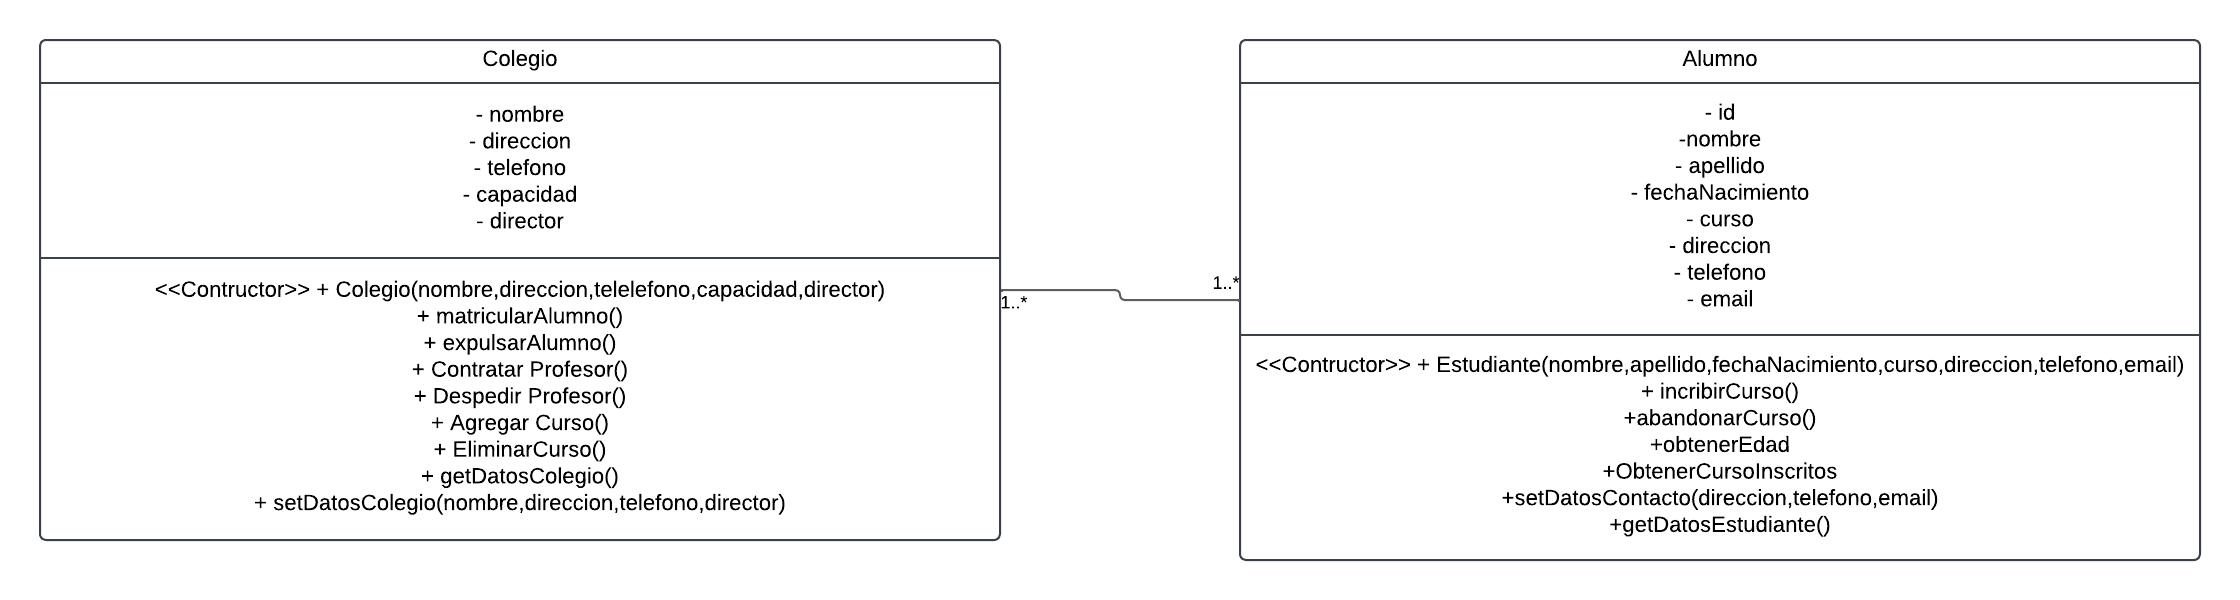 Colegio
- nombre
- direccion
- telefono
- capacidad
- director
<<Contructor>> + Colegio(nombre,direccion,telelefono,capacidad,director)
+ matricularAlumno()
+ expulsarAlumno()
+ Contratar Profesor()
+ Despedir Profesor()
+ Agregar Curso()
+ EliminarCurso()
+ getDatosColegio()
+ setDatosColegio(nombre,direccion,telefono,director)
1..*
1..*
Alumno
- id
-nombre
- apellido
- fechaNacimiento
- curso
- direccion
- telefono
- email
<<Contructor>> + Estudiante(nombre,apellido,fechaNacimiento,curso,direccion,telefono,email)
+ incribirCurso()
+abandonarCurso()
+obtenerEdad
+ObtenerCursoInscritos
+setDatosContacto(direccion,telefono,email)
+getDatosEstudiante()